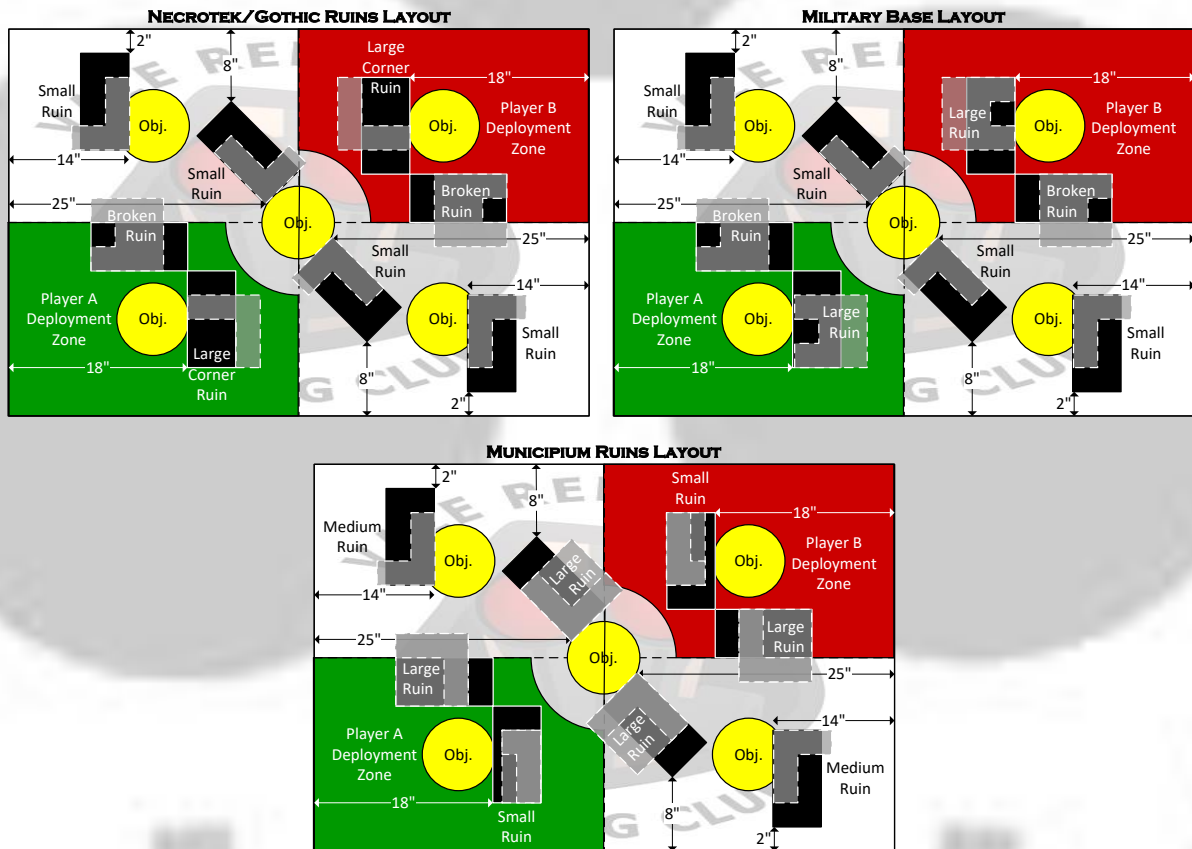 NECROTEK/GOTHIC RUINS LAYOUT
2"
8"
Large
Corner
Ruin
18"
Small
Ruin
Obj.
Obj.
Player B
Deployment
Zone
14"
Small
Ruin
25"
Broken
Ruin
Broken
Ruin
Obj.
25"
Small
Ruin
14"
Player A
Deployment
Zone
Obj.
Obj.
Small
Ruin
18"
Large
Corner
Ruin
8"
2"
MILITARY BASE LAYOUT
2"
8"
18"
Small
Ruin
Obj.
Large
Ruin
Obj.
Player B
Deployment
Zone
14"
Small
Ruin
25"
Broken
Ruin
Broken
Ruin
Obj.
25"
Small
Ruin
14"
Player A
Deployment
Zone
Obj.
Large
Ruin
Obj.
Small
Ruin
18"
8"
2"
MUNICIPIUM RUINS LAYOUT
2"
8"
Small
Ruin
18"
Medium
Ruin
Obj.
Large
Ruin
Obj.
Player B
Deployment
Zone
14"
25"
Large
Ruin
Large
Ruin
Obj.
25"
Large
Ruin
14"
Player A
Deployment
Zone
Obj.
Obj.
Medium
Ruin
18"
Small
Ruin
8"
2"